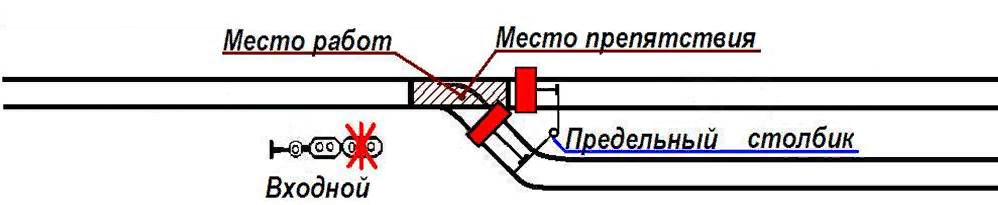 Место работ
Место препятствия
Предельный столбик
Входной